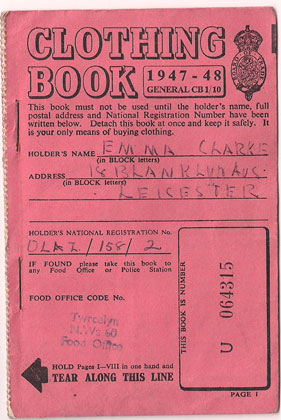 CLOTHING
BOOK
1947-48
GENERAL CB 1/10
This book must not be used until the holder's name, full
postal address and National Registration Number have been
written below. Detach this book at once and keep it safely. It
is your only means of buying clothing.
HOLDER'S NAME EMMA CLARKE
(in BLOCK letters)
ADDRESS 18
(in BLOCK letters)
LEICESTER
HOLDER'S NATIONAL REGISTRATION No.
/158/2
IF FOUND please take this book to
any Food Office or Police Station
FOOD OFFICE CODE No.
Food Office
THIS BOOK IS NUMBER
U 064315
HOLD Pages I-VIII in one hand and
TEAR ALONG THIS LINE
PAGE I